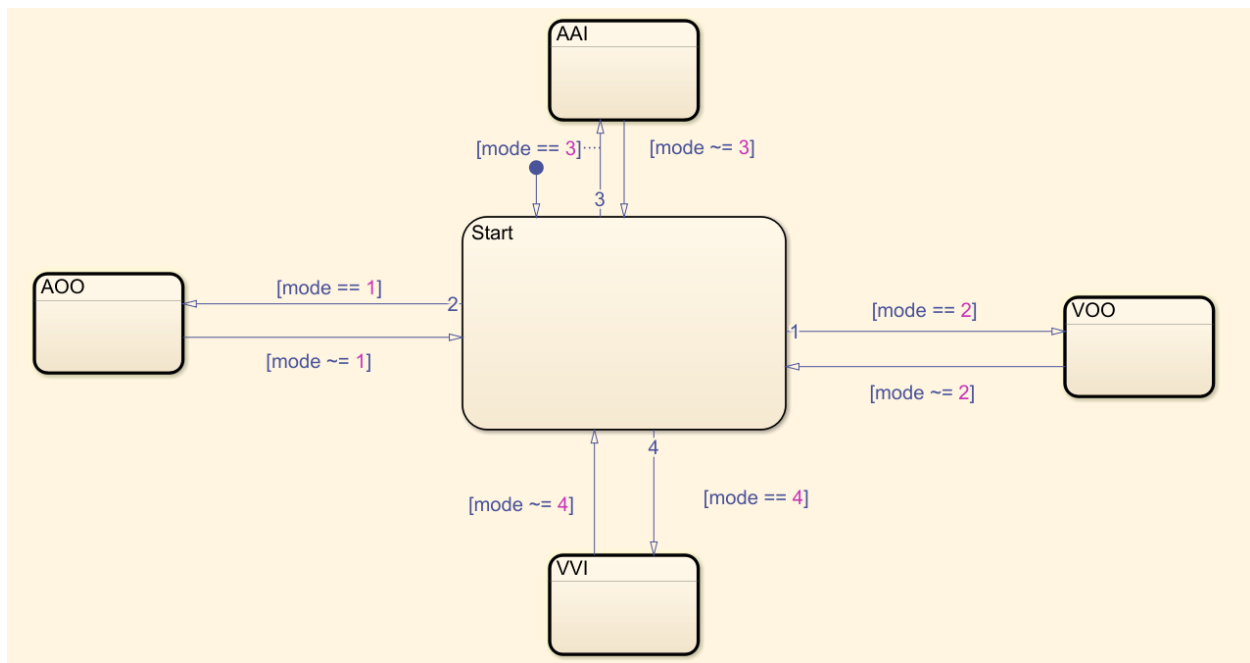 AAI
[mode == 3]
[mode ~= 3]
3
Start
AOO
[mode == 1]
2
[mode ~= 1]
[mode == 2]
1
VOO
[mode ~= 2]
4
[mode ~= 4]
[mode == 4]
VVI